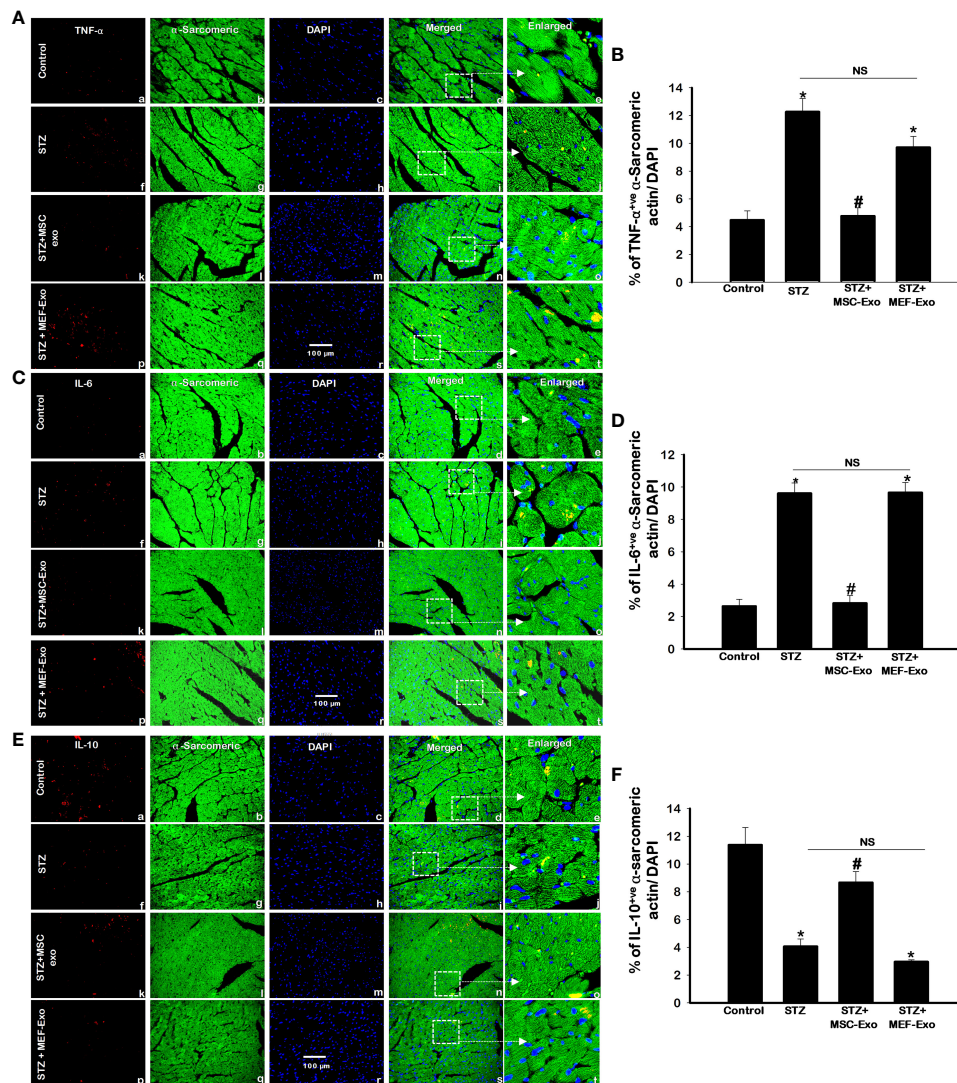 A
TNF-α
α-Sarcomeric
DAPI
Merged
Enlarged
Control
a
b
c
d
e
STZ
f
g
h
i
j
STZ+MSC
exo
k
l
m
n
o
STZ + MEF-Exo
100 µm
p
q
r
s
t
B
NS
% of TNF-α+ve α-Sarcomeric
actin/ DAPI
14
12
10
8
6
4
2
0
*
#
*
Control
STZ
STZ+
MSC-Exo
STZ+
MEF-Exo
C
IL-6
α-Sarcomeric
DAPI
Merged
Enlarged
Control
a
b
c
d
e
STZ
f
g
h
i
j
STZ+MSC-Exo
k
l
m
n
o
STZ + MEF-Exo
100 µm
p
q
r
s
t
D
NS
% of IL-6+ve α-Sarcomeric
actin/ DAPI
12
10
8
6
4
2
0
*
#
*
Control
STZ
STZ+
MSC-Exo
STZ+
MEF-Exo
E
IL-10
α-Sarcomeric
DAPI
Merged
Enlarged
Control
a
b
c
d
e
STZ
f
g
h
i
j
STZ+MSC
exo
k
l
m
n
o
STZ + MEF-Exo
100 µm
p
q
r
s
t
F
NS
% of IL-10+ve α-sarcomeric
actin/ DAPI
14
12
10
8
6
4
2
0
*
#
*
Control
STZ
STZ+
MSC-Exo
STZ+
MEF-Exo